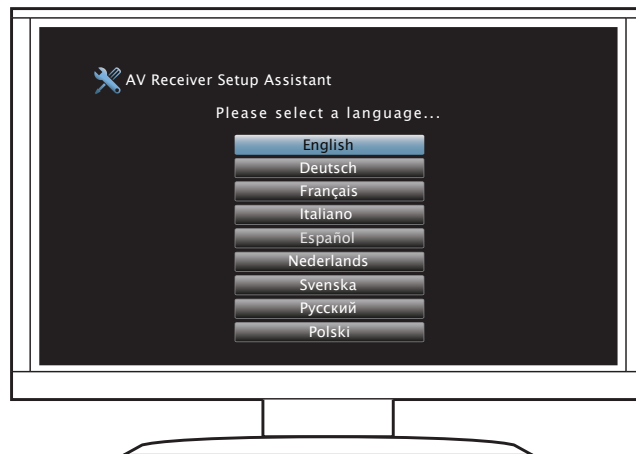 AV Receiver Setup Assistant
Please select a language...
English
Deutsch
Français
Italiano
Español
Nederlands
Svenska
Русский
Polski